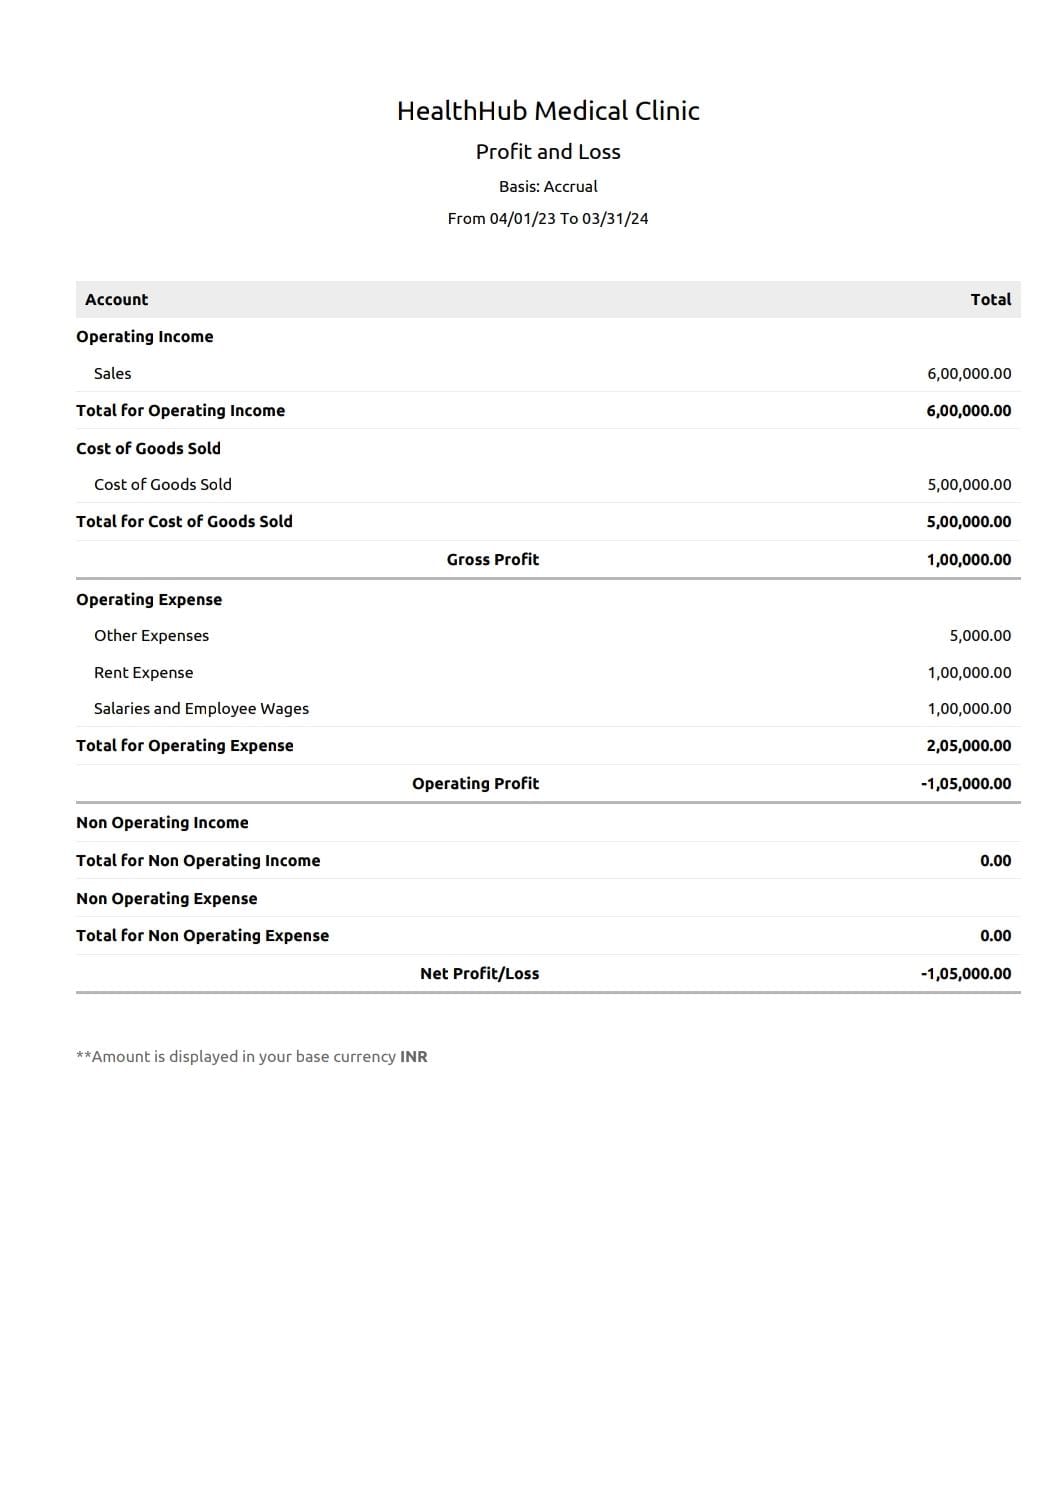 HealthHub Medical Clinic
Profit and Loss
Basis: Accrual
From 04/01/23 To 03/31/24
Account Total
Operating Income
Sales 6,00,000.00
Total for Operating Income 6,00,000.00
Cost of Goods Sold
Cost of Goods Sold 5,00,000.00
Total for Cost of Goods Sold 5,00,000.00
Gross Profit 1,00,000.00
Operating Expense
Other Expenses 5,000.00
Rent Expense 1,00,000.00
Salaries and Employee Wages 1,00,000.00
Total for Operating Expense 2,05,000.00
Operating Profit -1,05,000.00
Non Operating Income
Total for Non Operating Income 0.00
Non Operating Expense
Total for Non Operating Expense 0.00
Net Profit/Loss -1,05,000.00
**Amount is displayed in your base currency INR